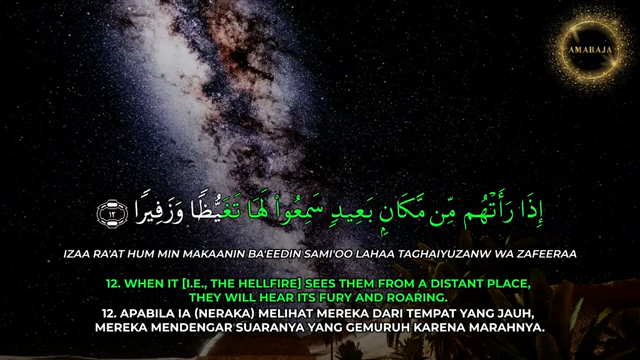 AMARAJA
إِذَا رَأَتْهُم مِّن مَّكَانٍۭ بَعِيدٍ سَمِعُوا۟ لَهَا تَغَيُّظًا وَزَفِيرًا ١٢
IZAA RA'AT HUM MIN MAKAANIN BA'EEDIN SAMI'OO LAHAA TAGHAIYUZANW WA ZAFEERAA
12. WHEN IT [I.E., THE HELLFIRE] SEES THEM FROM A DISTANT PLACE,
THEY WILL HEAR ITS FURY AND ROARING.
12. APABILA IA (NERAKA) MELIHAT MEREKA DARI TEMPAT YANG JAUH,
MEREKA MENDENGAR SUARANYA YANG GEMURUH KARENA MARAHNYA.